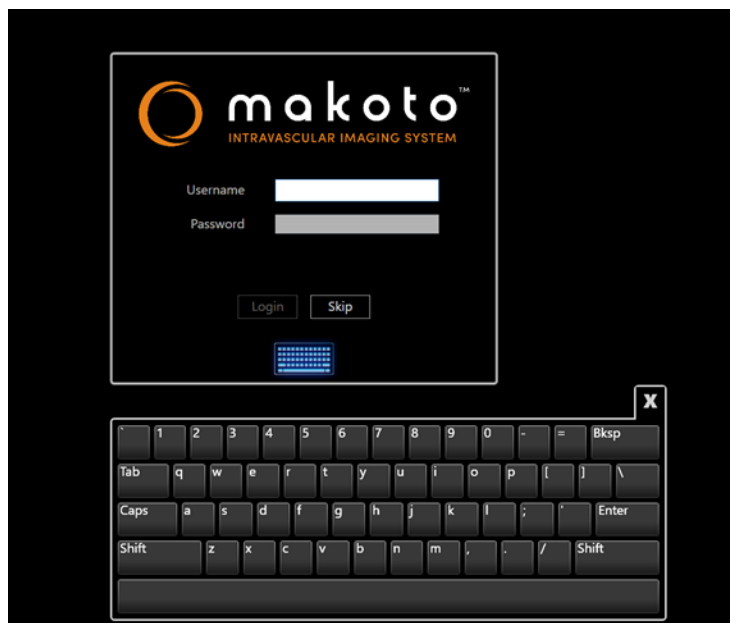 makoto™
INTRAVASCULAR IMAGING SYSTEM
Username
Password
Login Skip
X
` 1 2 3 4 5 6 7 8 9 0 - = Bksp
Tab q w e r t y u i o p [ ] \
Caps a s d f g h j k l ; ' Enter
Shift z x c v b n m , . / Shift